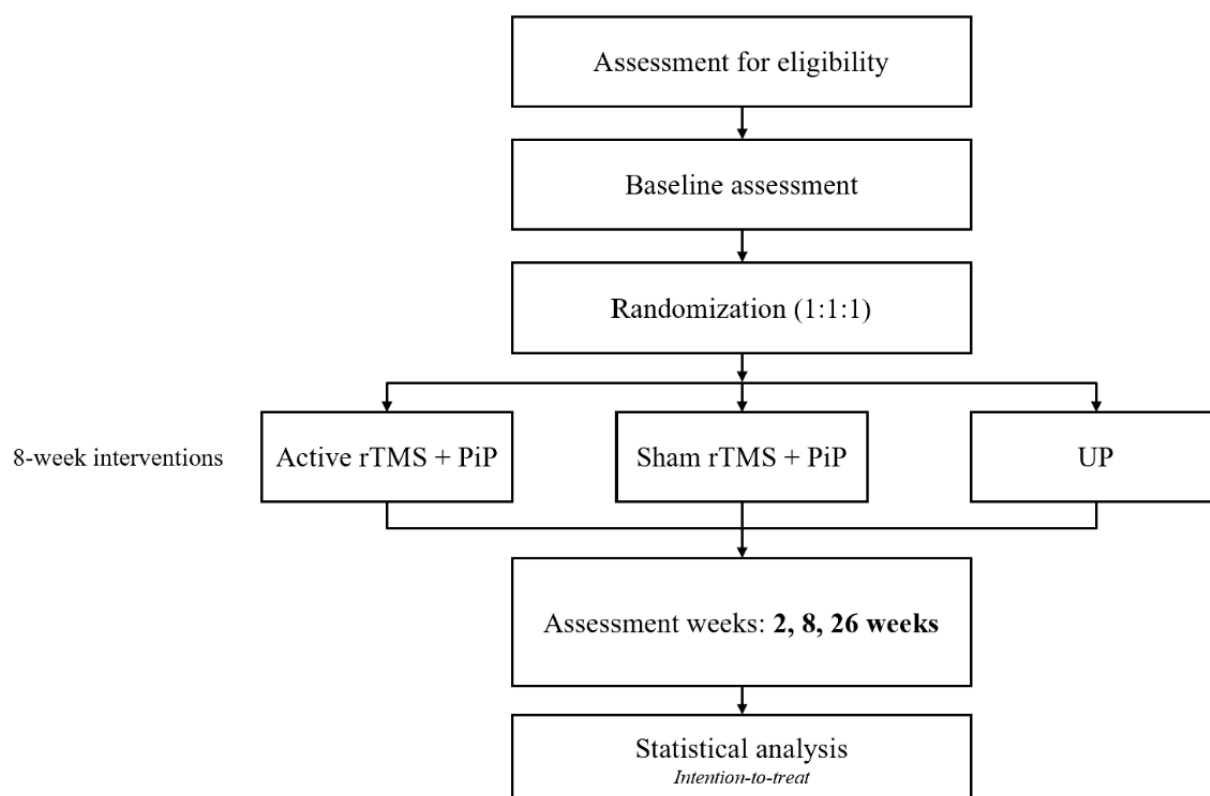 Assessment for eligibility
Baseline assessment
Randomization (1:1:1)
8-week interventions
Active rTMS + PiP
Sham rTMS + PiP
UP
Assessment weeks: 2, 8, 26 weeks
Statistical analysis
Intention-to-treat